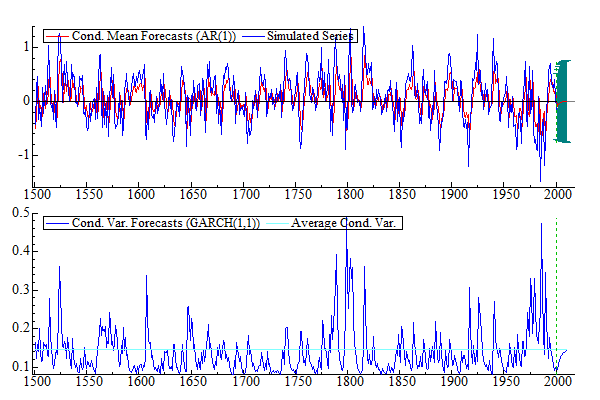 Cond. Mean Forecasts (AR(1)) Simulated Series
1
0
-1
1500 1550 1600 1650 1700 1750 1800 1850 1900 1950 2000
0.5
Cond. Var. Forecasts (GARCH(1,1)) Average Cond. Var.
0.4
0.3
0.2
0.1
1500 1550 1600 1650 1700 1750 1800 1850 1900 1950 2000